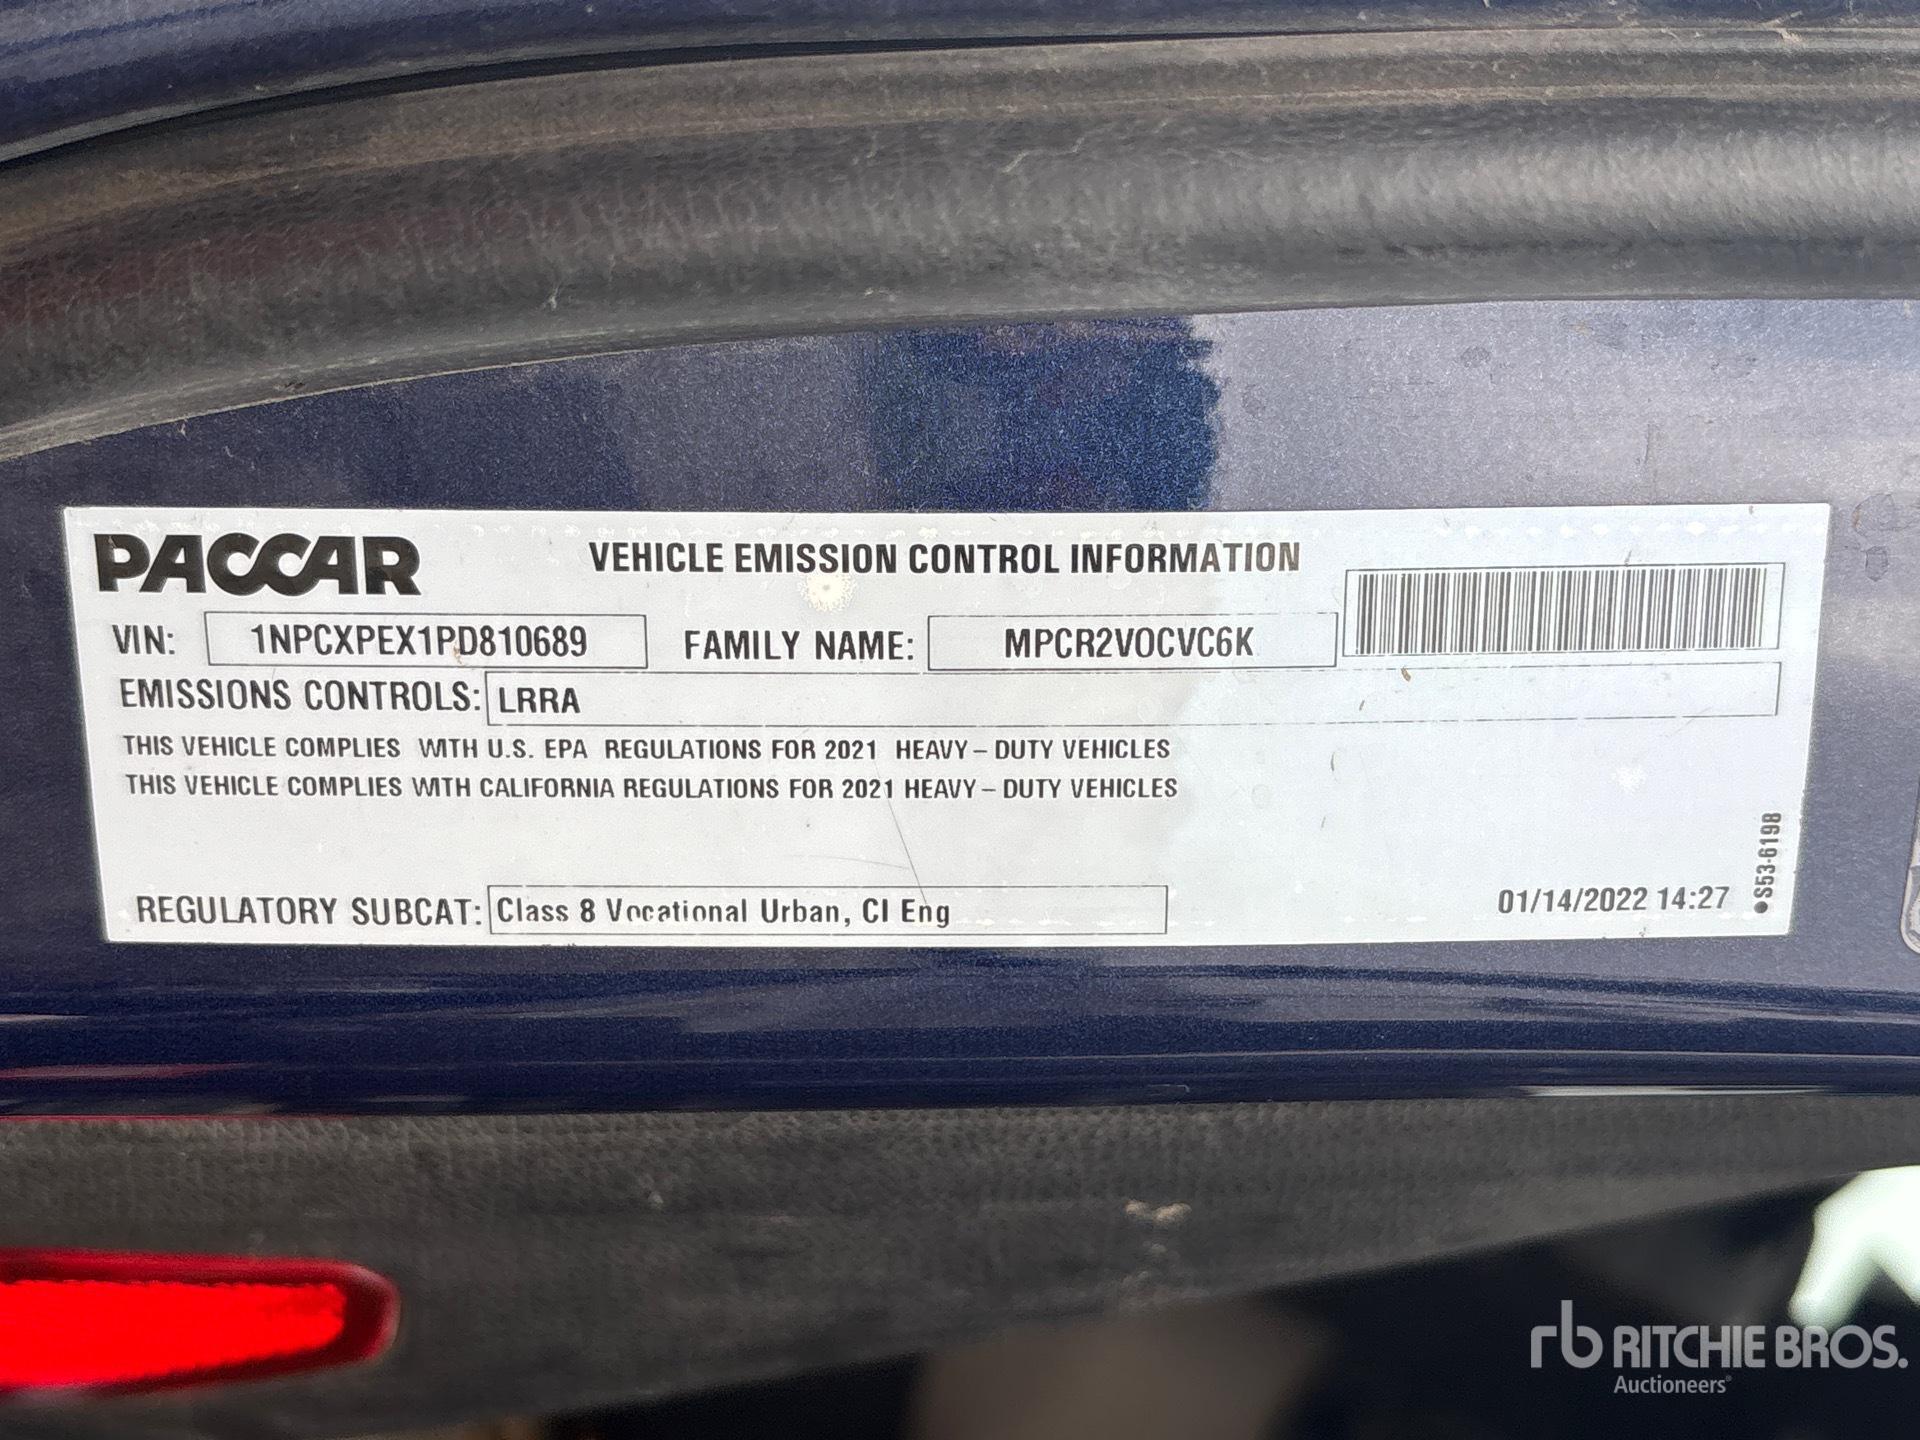 PACCAR
VEHICLE EMISSION CONTROL INFORMATION
VIN: 1NPCXPEX1PD810689 FAMILY NAME: MPCR2VOCVC6K
EMISSIONS CONTROLS: LRRA
THIS VEHICLE COMPLIES WITH U.S. EPA REGULATIONS FOR 2021 HEAVY – DUTY VEHICLES
THIS VEHICLE COMPLIES WITH CALIFORNIA REGULATIONS FOR 2021 HEAVY – DUTY VEHICLES
REGULATORY SUBCAT: Class 8 Vocational Urban, CI Eng
01/14/2022 14:27
●S53-6198
rb RITCHIE BROS.
Auctioneers®